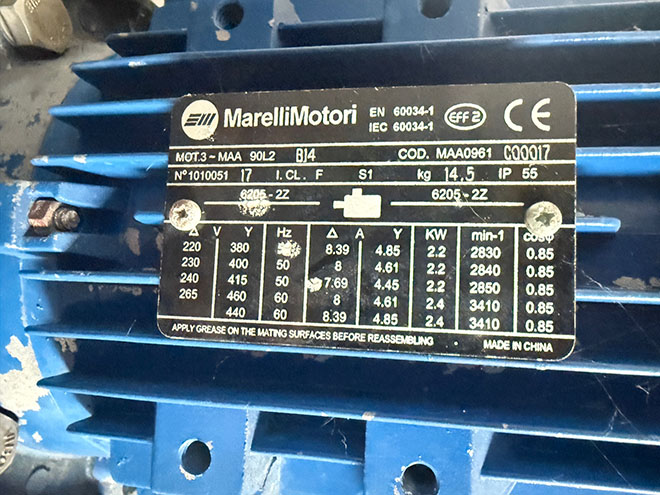 MarelliMotori EN 60034-1 EFF 2 CE
IEC 60034-1
MOT.3~MAA 90L2 B14 COD. MAA0961 C00017
N° 1010051 17 I.CL. F S1 kg 14,5 IP 55
6205-2Z 6205-2Z
Δ V Y Hz Δ A Y KW min-1 cosφ
220 380 8.39 4.85 2.2 2830 0.85
230 400 50 8 4.61 2.2 2840 0.85
240 415 50 7.69 4.45 2.2 2850 0.85
265 460 60 8 4.61 2.4 3410 0.85
440 60 8.39 4.85 2.4 3410 0.85
APPLY GREASE ON THE MATING SURFACES BEFORE REASSEMBLING MADE IN CHINA